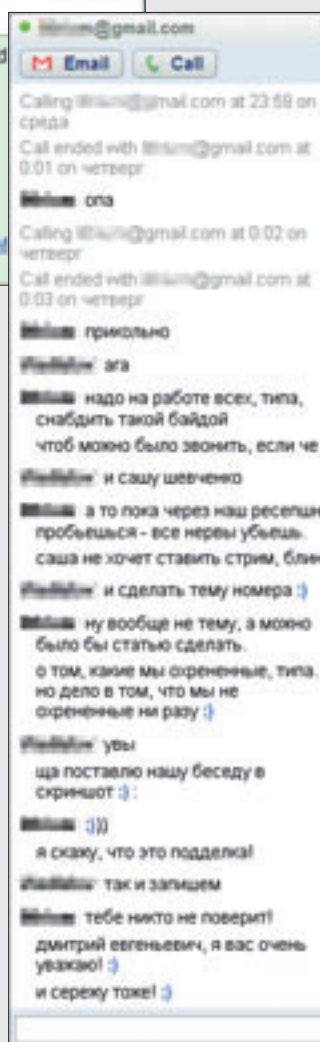 @gmail.com
Email Call
Calling @gmail.com at 23:59 on
среда
Call ended with @gmail.com at
0:01 on четверг
опа
Calling @gmail.com at 0:02 on
четверг
Call ended with @gmail.com at
0:03 on четверг
прикольно
ага
надо на работе всех, типа,
снабдить такой байдой
чтоб можно было звонить, если че
и сашу шевченко
а то пока через наш ресепшн
пробьешься - все нервы убьешь.
саша не хочет ставить стрим, блин
и сделать тему номера :)
ну вообще не тему, а можно
было бы статью сделать.
о том, какие мы охрененные, типа.
но дело в том, что мы не
охрененные ни разу :)
увы
ща поставлю нашу беседу в
скриншот :) :
:)))
я скажу, что это подделка!
так и запишем
тебе никто не поверит!
дмитрий евгеньевич, я вас очень
уважаю! :)
и сережу тоже! :)